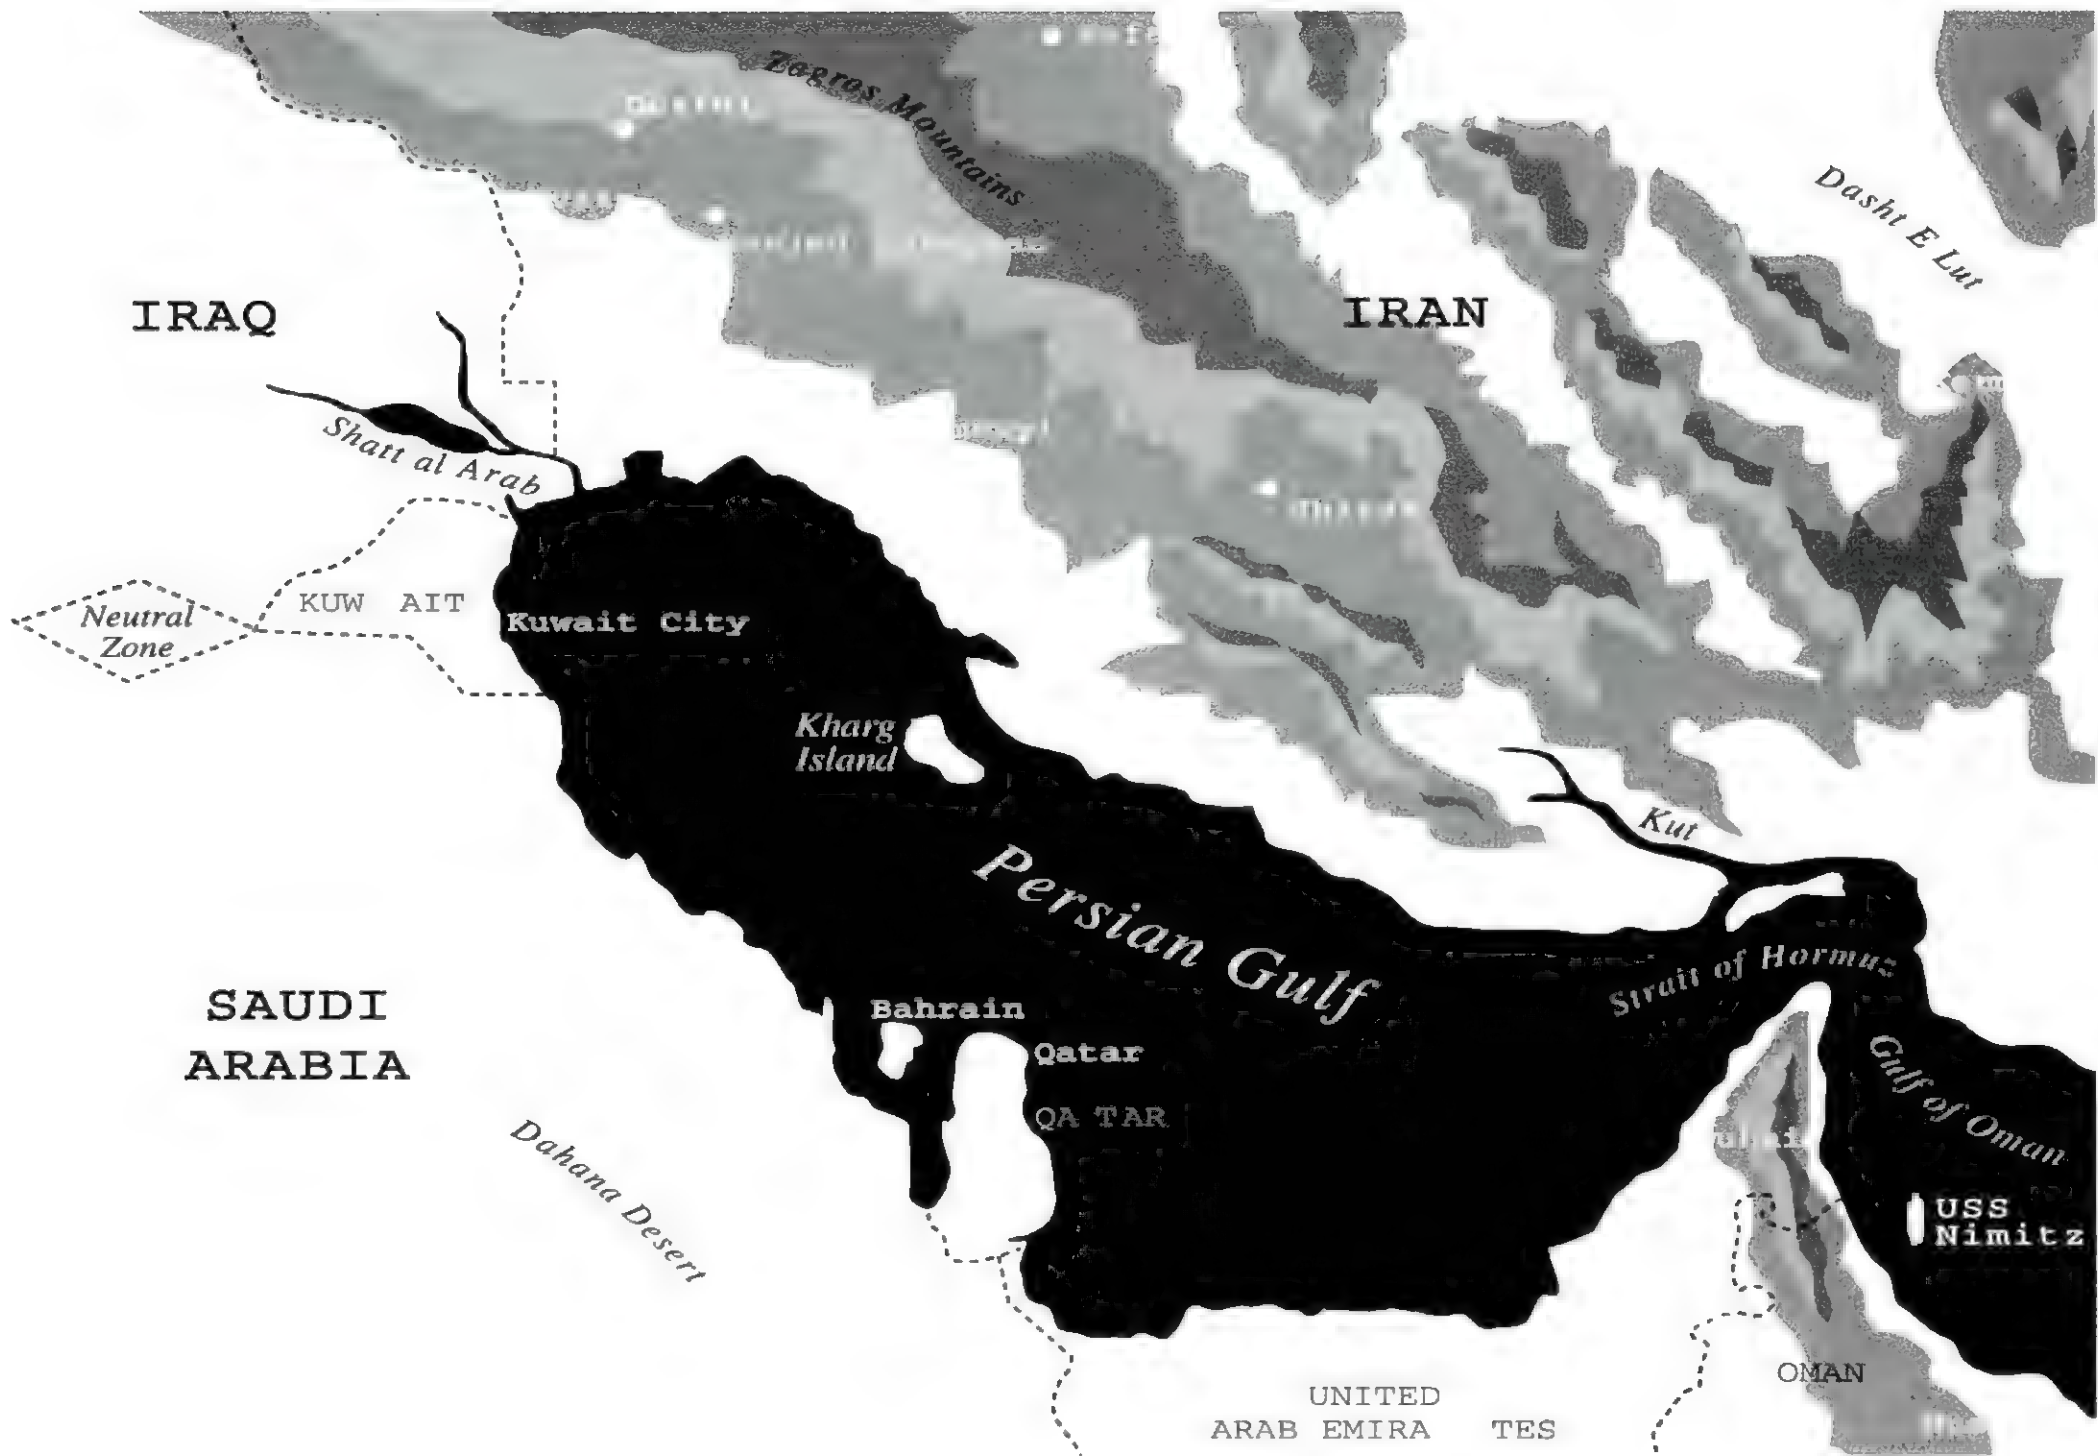 Zagros Mountains
Dasht E Lut
IRAQ
IRAN
Shatt al Arab
Neutral
Zone
KUW AIT
Kuwait City
Kharg
Island
Kut
Persian Gulf
Strait of Hormuz
SAUDI
ARABIA
Bahrain
Qatar
QA TAR
Gulf of Oman
Dahana Desert
USS
Nimitz
OMAN
UNITED
ARAB EMIRA TES